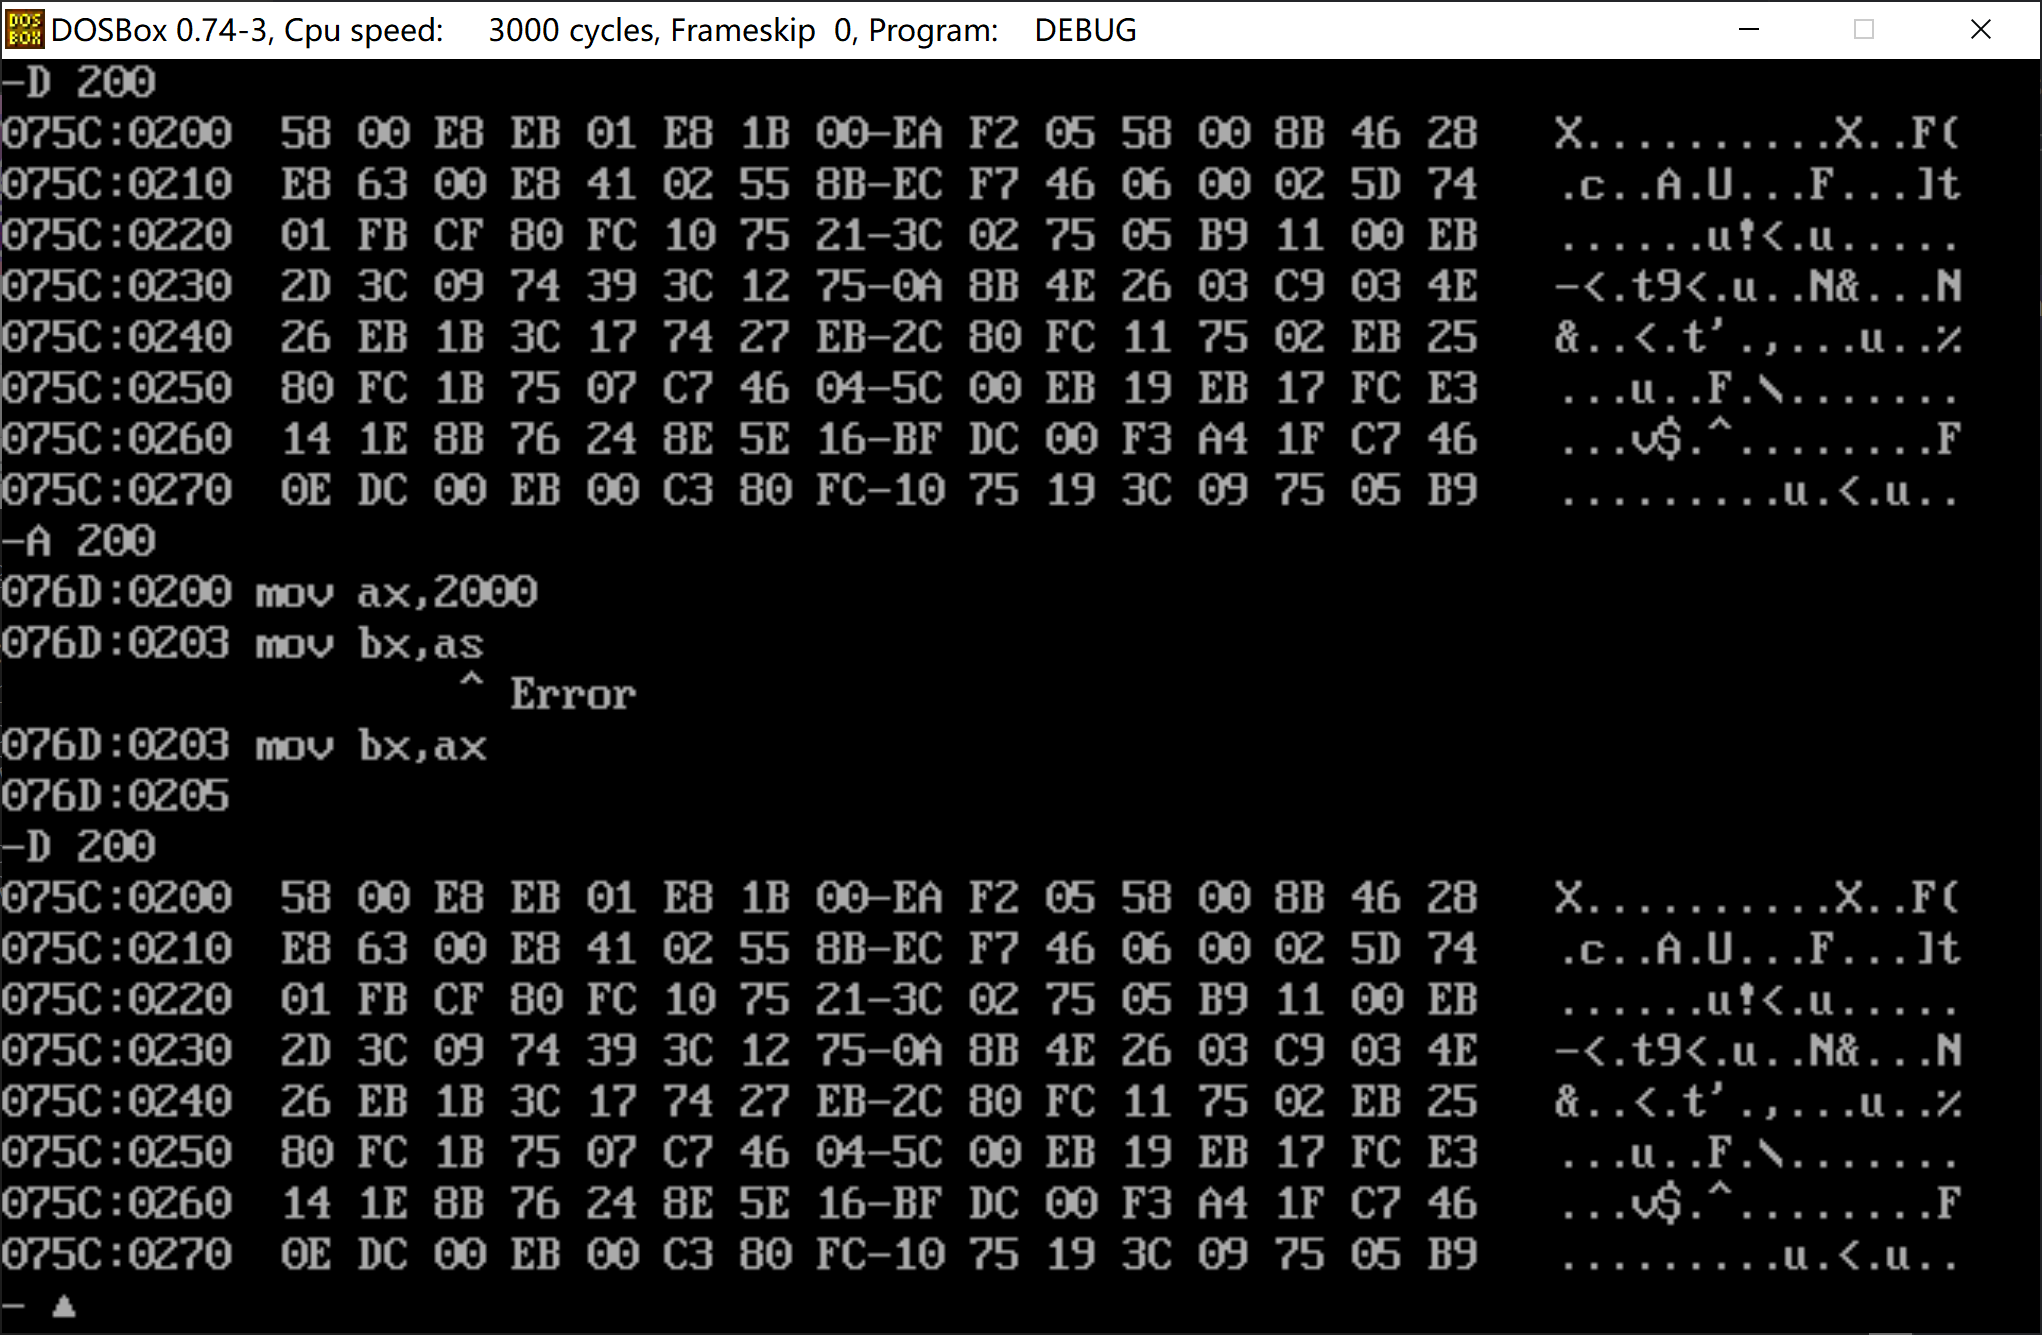 DOS
BOX
DOSBox 0.74-3, Cpu speed: 3000 cycles, Frameskip 0, Program: DEBUG
-D 200
075C:0200 58 00 E8 EB 01 E8 1B 00-EA F2 05 58 00 8B 46 28 X..........X..F(
075C:0210 E8 63 00 E8 41 02 55 8B-EC F7 46 06 00 02 5D 74 .c..A.U...F...]t
075C:0220 01 FB CF 80 FC 10 75 21-3C 02 75 05 B9 11 00 EB ......u!<.u.....
075C:0230 2D 3C 09 74 39 3C 12 75-0A 8B 4E 26 03 C9 03 4E -<.t9<.u..N&...N
075C:0240 26 EB 1B 3C 17 74 27 EB-2C 80 FC 11 75 02 EB 25 &..<.t'.,...u..%
075C:0250 80 FC 1B 75 07 C7 46 04-5C 00 EB 19 EB 17 FC E3 ...u..F.\.......
075C:0260 14 1E 8B 76 24 8E 5E 16-BF DC 00 F3 A4 1F C7 46 ...v$.^........F
075C:0270 0E DC 00 EB 00 C3 80 FC-10 75 19 3C 09 75 05 B9 .........u.<.u..
-A 200
076D:0200 mov ax,2000
076D:0203 mov bx,as
^ Error
076D:0203 mov bx,ax
076D:0205
-D 200
075C:0200 58 00 E8 EB 01 E8 1B 00-EA F2 05 58 00 8B 46 28 X..........X..F(
075C:0210 E8 63 00 E8 41 02 55 8B-EC F7 46 06 00 02 5D 74 .c..A.U...F...]t
075C:0220 01 FB CF 80 FC 10 75 21-3C 02 75 05 B9 11 00 EB ......u!<.u.....
075C:0230 2D 3C 09 74 39 3C 12 75-0A 8B 4E 26 03 C9 03 4E -<.t9<.u..N&...N
075C:0240 26 EB 1B 3C 17 74 27 EB-2C 80 FC 11 75 02 EB 25 &..<.t'.,...u..%
075C:0250 80 FC 1B 75 07 C7 46 04-5C 00 EB 19 EB 17 FC E3 ...u..F.\.......
075C:0260 14 1E 8B 76 24 8E 5E 16-BF DC 00 F3 A4 1F C7 46 ...v$.^........F
075C:0270 0E DC 00 EB 00 C3 80 FC-10 75 19 3C 09 75 05 B9 .........u.<.u..
-